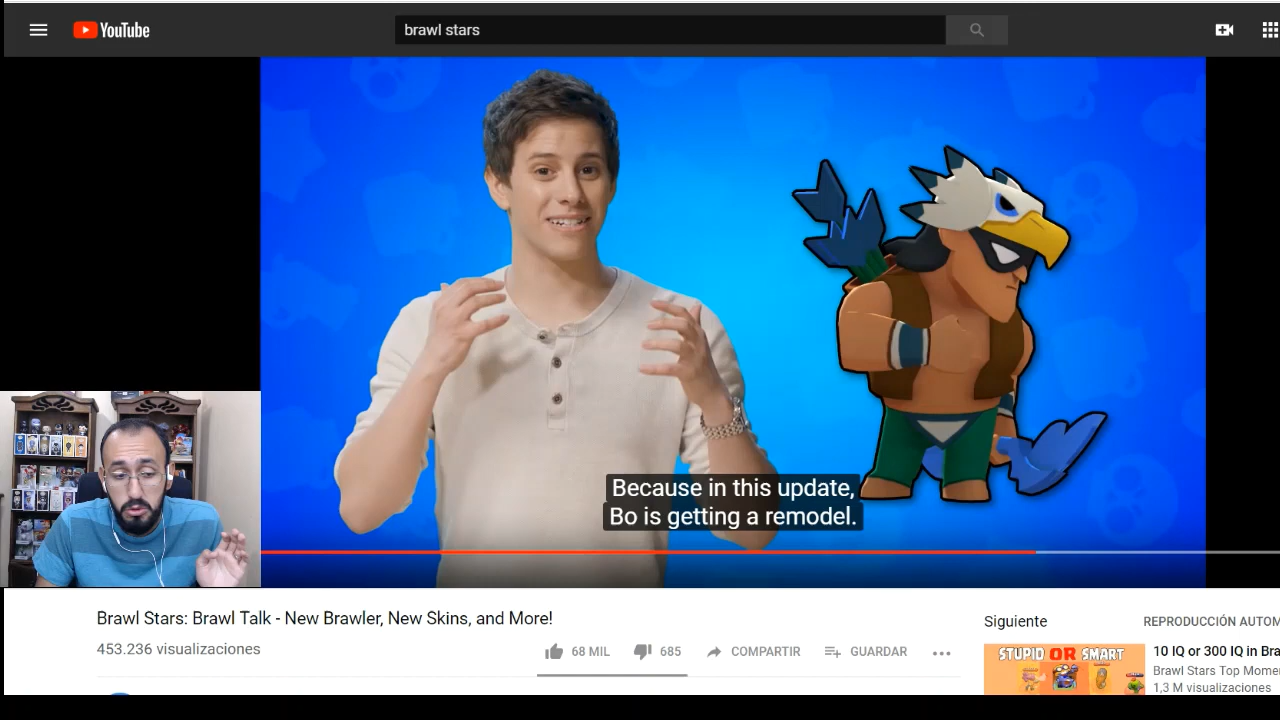 YouTube
brawl stars
Because in this update,
Bo is getting a remodel.
Brawl Stars: Brawl Talk - New Brawler, New Skins, and More!
453.236 visualizaciones
68 MIL
685
COMPARTIR
GUARDAR
Siguiente
REPRODUCCIÓN AUTOM
STUPID OR SMART
10 IQ or 300 IQ in Bra
Brawl Stars Top Momen
1,3 M visualizaciones